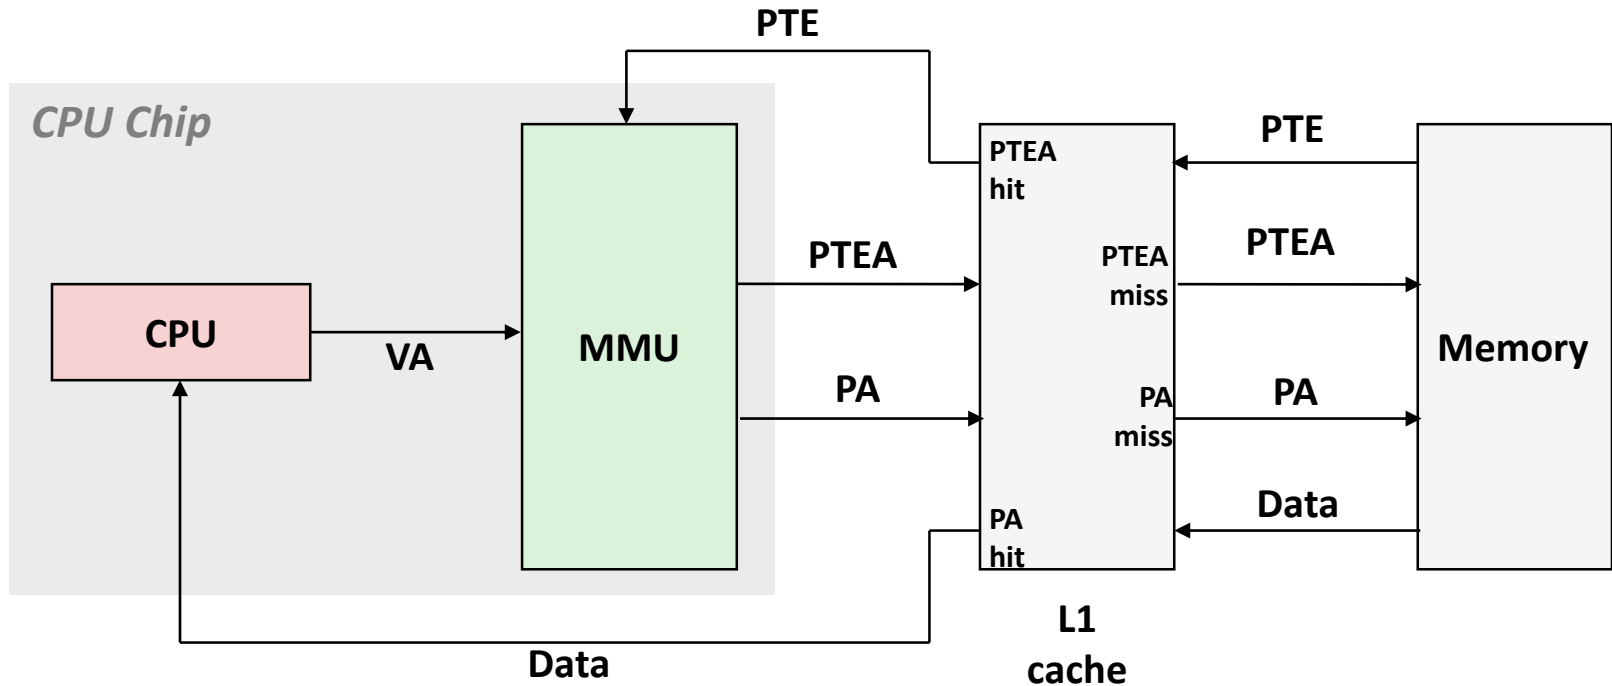 PTE
CPU Chip
PTEA
hit
PTE
PTEA
PTEA
miss
PTEA
CPU
VA
MMU
Memory
PA
PA
miss
PA
PA
hit
Data
Data
L1
cache